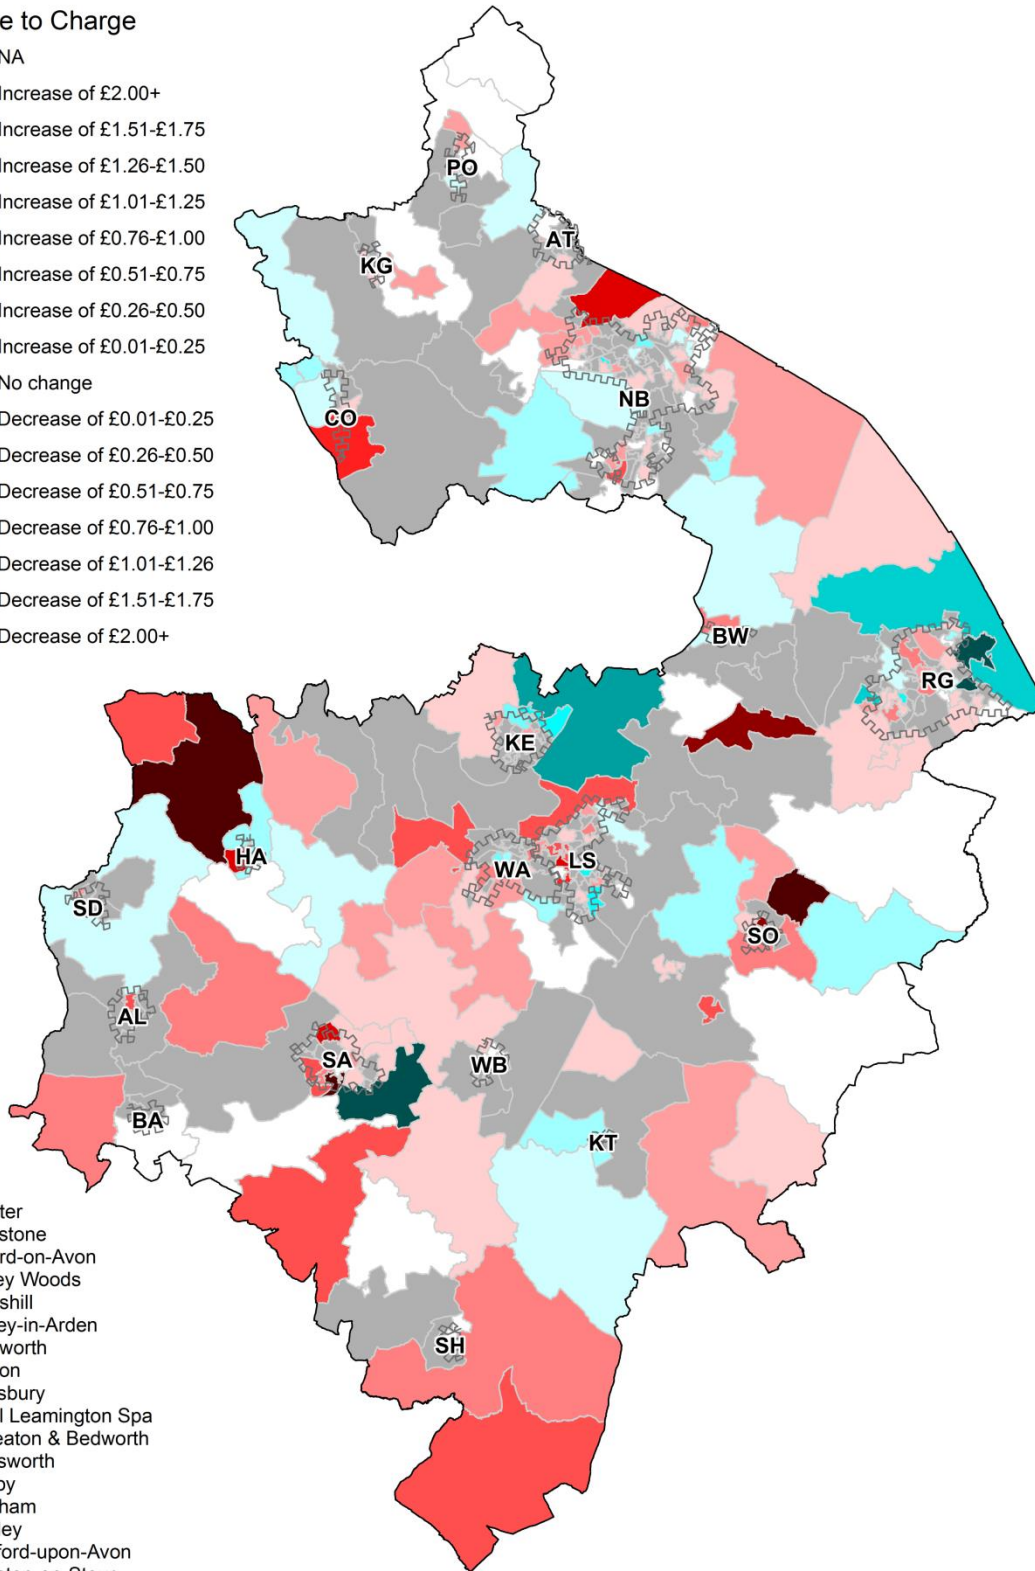 e to Charge
NA
Increase of £2.00+
Increase of £1.51-£1.75
Increase of £1.26-£1.50
Increase of £1.01-£1.25
Increase of £0.76-£1.00
Increase of £0.51-£0.75
Increase of £0.26-£0.50
Increase of £0.01-£0.25
No change
Decrease of £0.01-£0.25
Decrease of £0.26-£0.50
Decrease of £0.51-£0.75
Decrease of £0.76-£1.00
Decrease of £1.01-£1.26
Decrease of £1.51-£1.75
Decrease of £2.00+
PO
AT
KG
NB
CO
BW
RG
KE
HA
WA
LS
SD
SO
AL
SA
WB
BA
KT
SH
ter
stone
rd-on-Avon
ey Woods
shill
ey-in-Arden
worth
on
sbury
l Leamington Spa
eaton & Bedworth
sworth
by
ham
ley
ford-upon-Avon